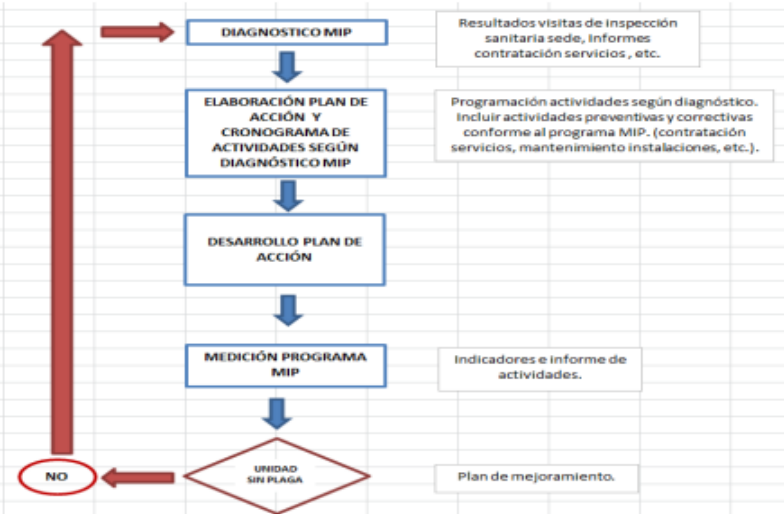 DIAGNOSTICO MIP
Resultados visitas de inspección
sanitaria sede, Informes
contratación servicios , etc.
ELABORACIÓN PLAN DE
ACCIÓN Y
CRONOGRAMA DE
ACTIVIDADES SEGÚN
DIAGNÓSTICO MIP
Programación actividades según diagnóstico.
Incluir actividades preventivas y correctivas
conforme al programa MIP. (contratación
servicios, mantenimiento instalaciones, etc.).
DESARROLLO PLAN DE
ACCIÓN
MEDICIÓN PROGRAMA
MIP
Indicadores e informe de
actividades.
NO
UNIDAD
SIN PLAGA
Plan de mejoramiento.